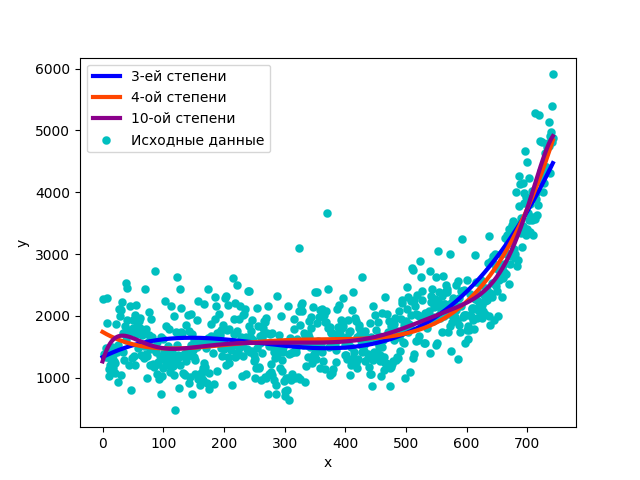 3-ей степени
4-ой степени
10-ой степени
Исходные данные
6000
5000
4000
3000
2000
1000
y
0 100 200 300 400 500 600 700
x